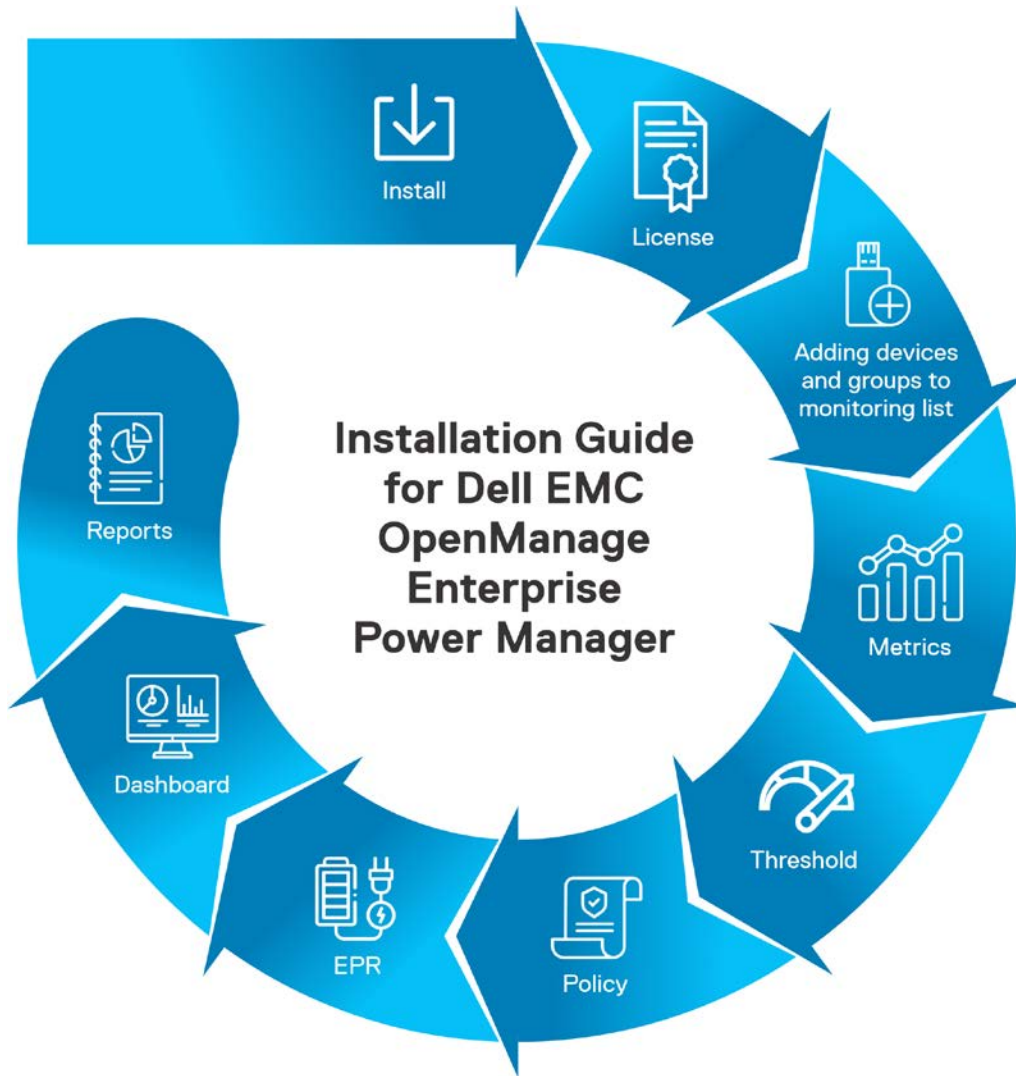 Install
License
Adding devices
and groups to
monitoring list
Metrics
Threshold
Policy
EPR
Dashboard
Reports
Installation Guide
for Dell EMC
OpenManage
Enterprise
Power Manager